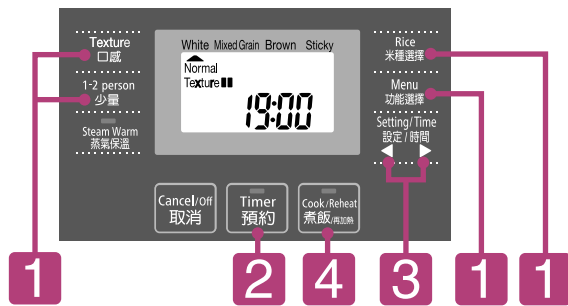 Texture
口感
1-2 person
少量
Steam Warm
蒸氣保溫
White Mixed Grain Brown Sticky
Normal
Texture
19:00
Rice
米種選擇
Menu
功能選擇
Setting/Time
設定/時間
Cancel/Off
取消
Timer
預約
Cook/Reheat
煮飯/再加熱
1 2 4 3 1 1